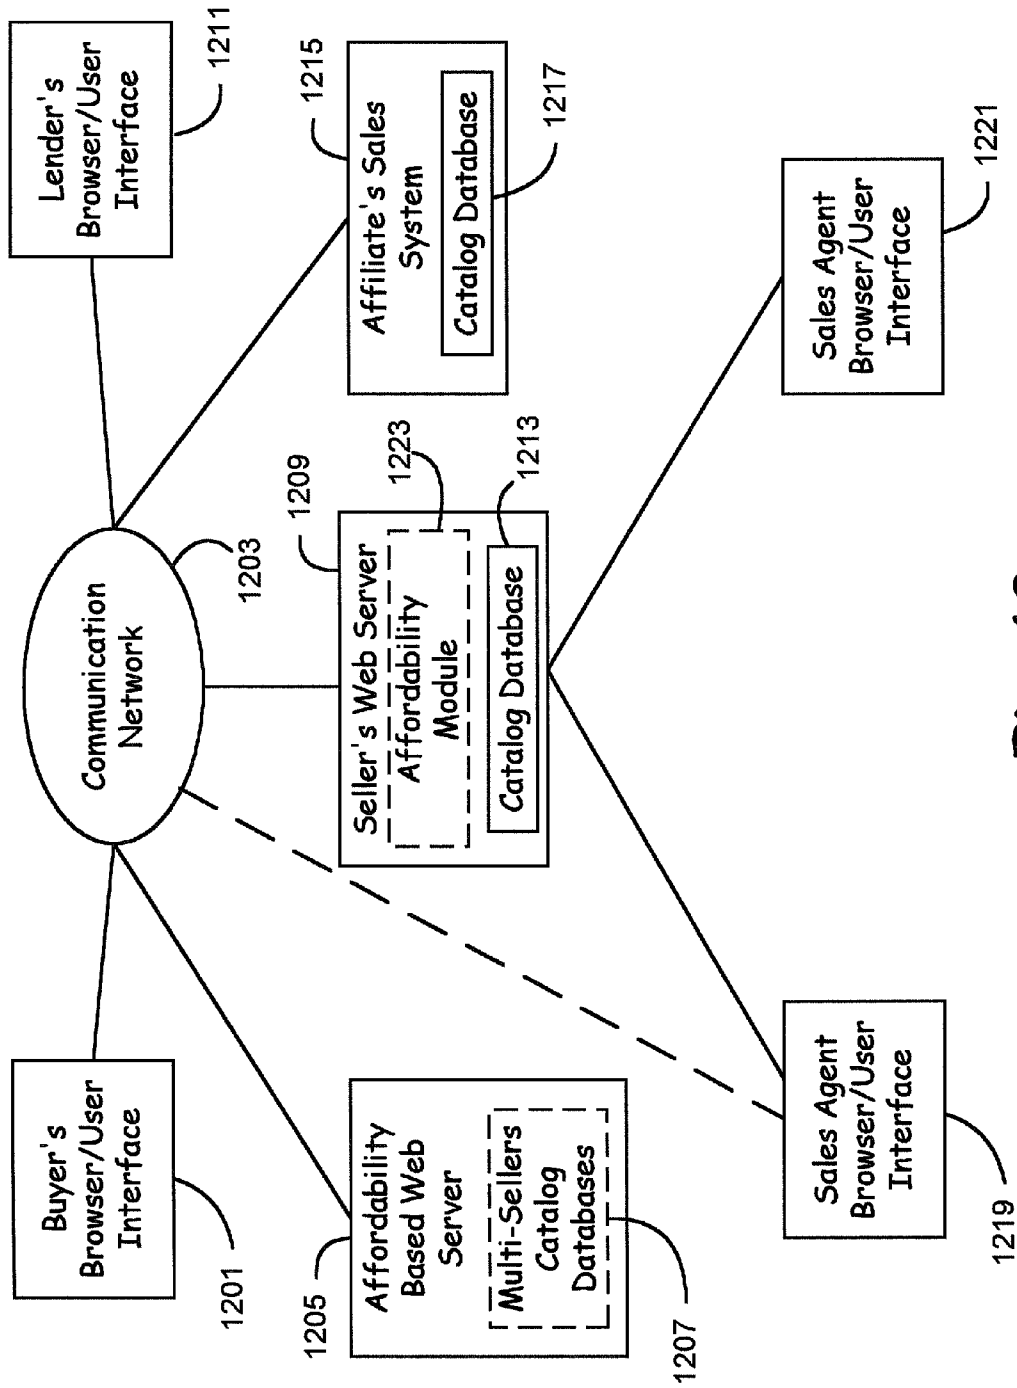 Buyer's
Browser/User
Interface
1201
Communication
Network
1203
Lender's
Browser/User
Interface
1211
1205
Affordability
Based Web
Server
Multi-Sellers
Catalog
Databases
1207
1209
Seller's Web Server
Affordability
Module
1223
Catalog Database
1213
1215
Affiliate's Sales
System
Catalog Database
1217
Sales Agent
Browser/User
Interface
1219
Sales Agent
Browser/User
Interface
1221